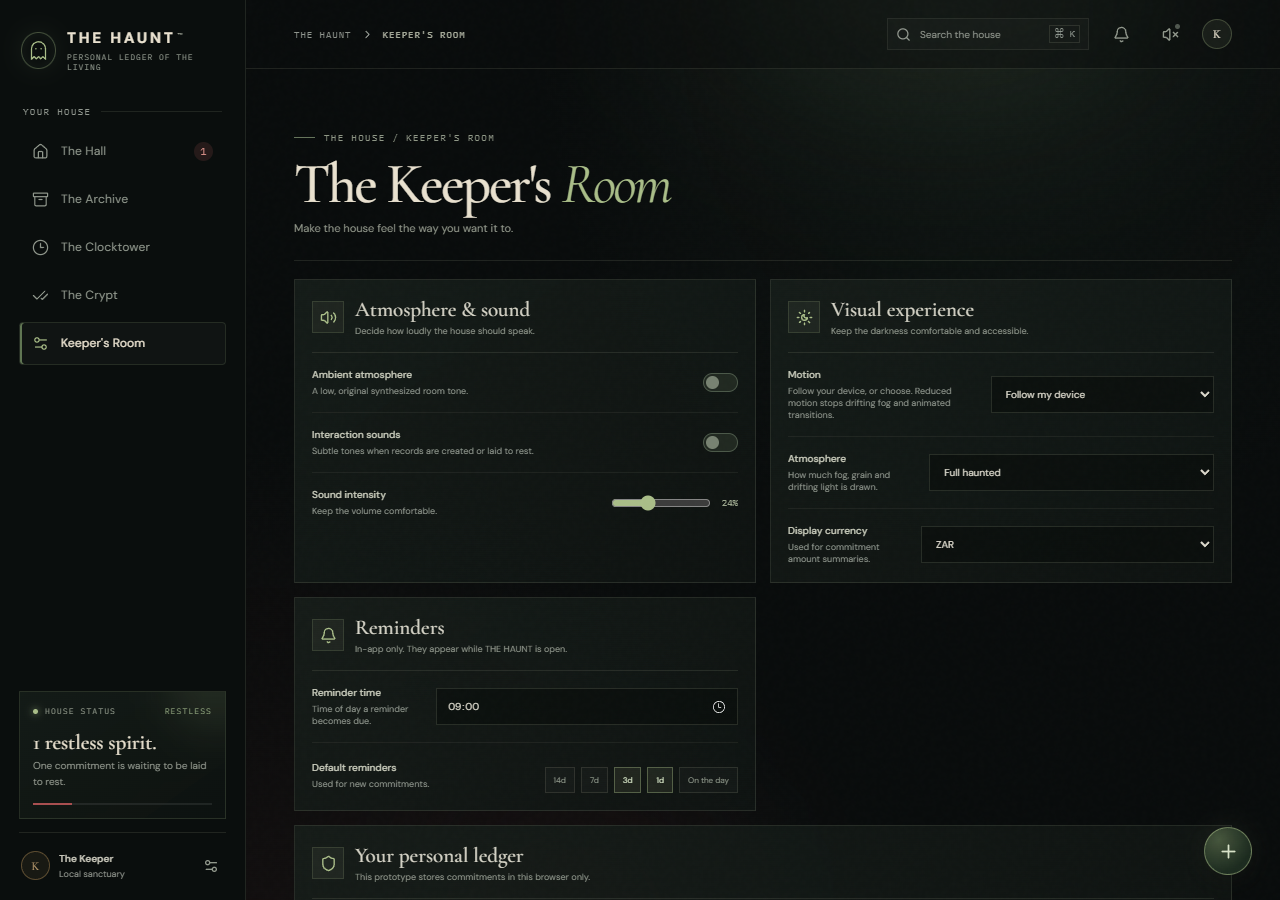 THE HAUNT™
PERSONAL LEDGER OF THE
LIVING
YOUR HOUSE
The Hall
1
The Archive
The Clocktower
The Crypt
Keeper's Room
HOUSE STATUS
RESTLESS
1 restless spirit.
One commitment is waiting to be laid
to rest.
K
The Keeper
Local sanctuary
THE HAUNT
KEEPER'S ROOM
Search the house
⌘ K
K
THE HOUSE / KEEPER'S ROOM
The Keeper's Room
Make the house feel the way you want it to.
Atmosphere & sound
Decide how loudly the house should speak.
Ambient atmosphere
A low, original synthesized room tone.
Interaction sounds
Subtle tones when records are created or laid to rest.
Sound intensity
Keep the volume comfortable.
24%
Visual experience
Keep the darkness comfortable and accessible.
Motion
Follow your device, or choose. Reduced
motion stops drifting fog and animated
transitions.
Follow my device
Atmosphere
How much fog, grain and
drifting light is drawn.
Full haunted
Display currency
Used for commitment
amount summaries.
ZAR
Reminders
In-app only. They appear while THE HAUNT is open.
Reminder time
Time of day a reminder
becomes due.
09:00
Default reminders
Used for new commitments.
14d
7d
3d
1d
On the day
Your personal ledger
This prototype stores commitments in this browser only.